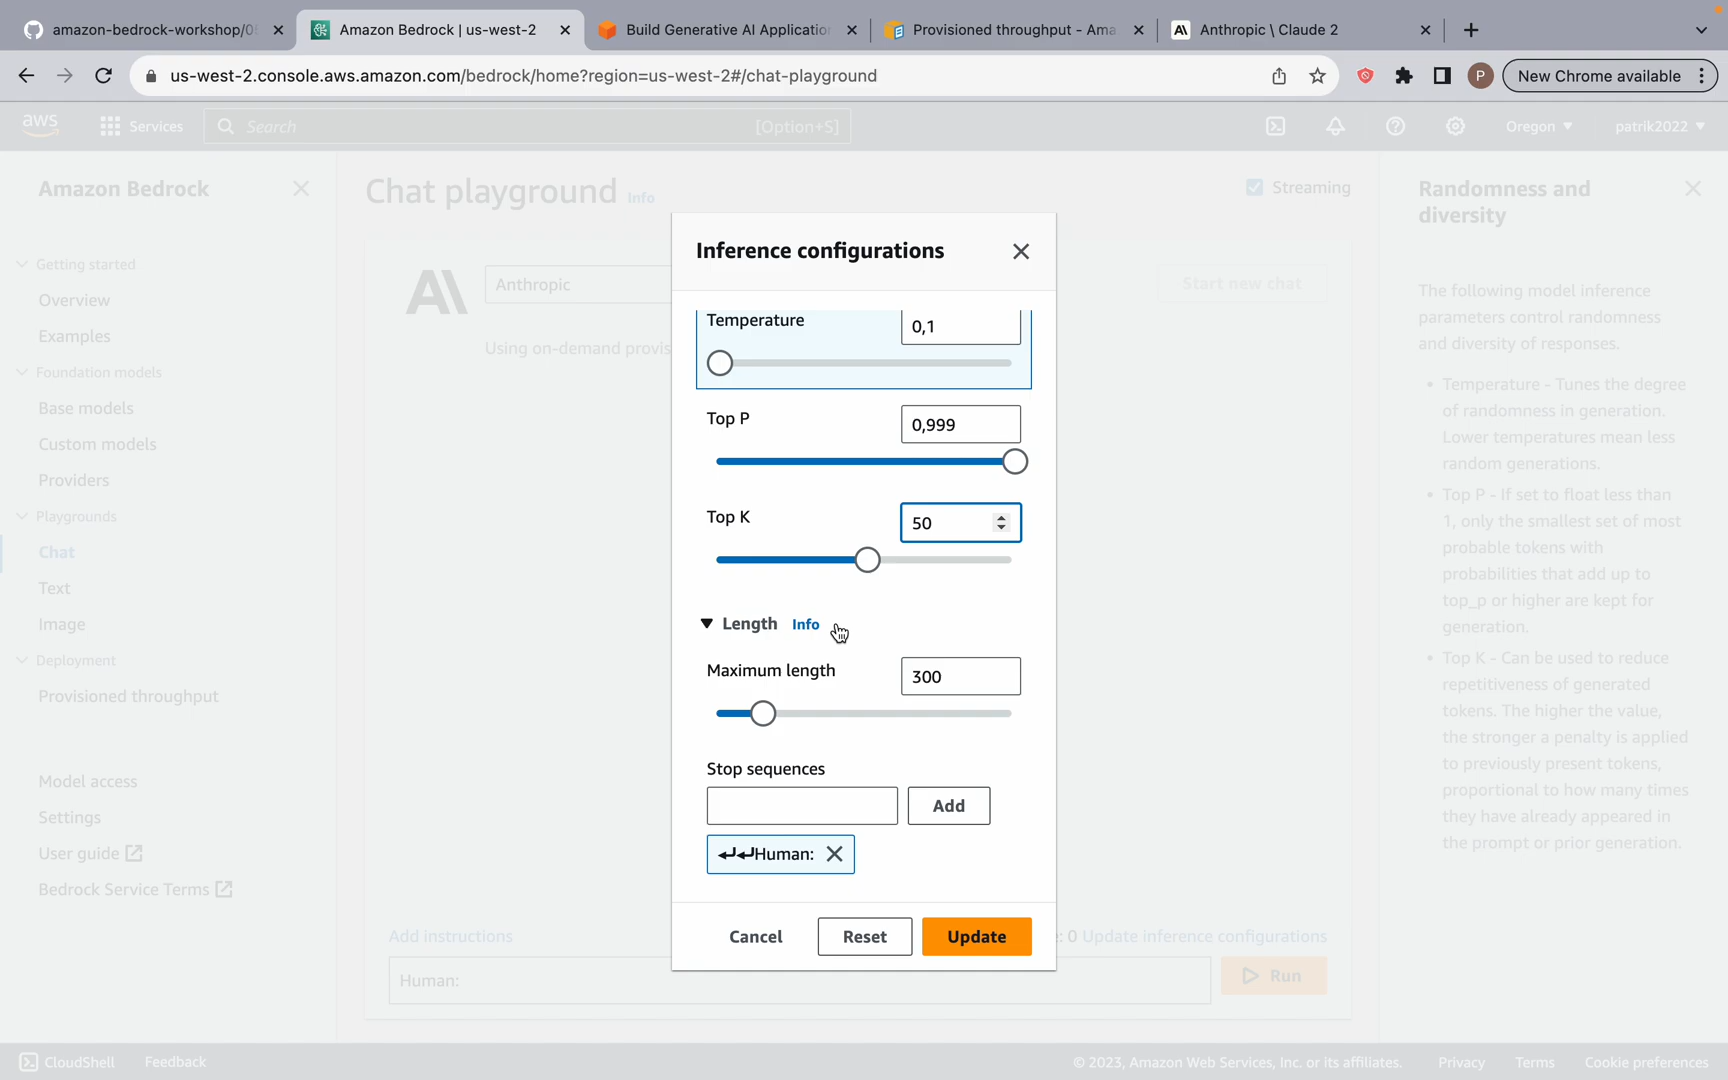 amazon-bedrock-workshop/05
Amazon Bedrock | us-west-2
Build Generative AI Application
Provisioned throughput - Ama
Anthropic \ Claude 2
us-west-2.console.aws.amazon.com/bedrock/home?region=us-west-2#/chat-playground
P
New Chrome available
aws
Services
Search
[Option+S]
Oregon
patrik2022
Amazon Bedrock
Getting started
Overview
Examples
Foundation models
Base models
Custom models
Providers
Playgrounds
Chat
Text
Image
Deployment
Provisioned throughput
Model access
Settings
User guide
Bedrock Service Terms
Chat playground Info
Streaming
Anthropic
Start new chat
Using on-demand provis
Inference configurations
Temperature
0,1
Top P
0,999
Top K
50
Length Info
Maximum length
300
Stop sequences
Add
↵↵Human:
Cancel
Reset
Update
Add instructions
e: 0 Update inference configurations
Human:
Run
Randomness and
diversity
The following model inference
parameters control randomness
and diversity of responses.
• Temperature - Tunes the degree
of randomness in generation.
Lower temperatures mean less
random generations.
• Top P - If set to float less than
1, only the smallest set of most
probable tokens with
probabilities that add up to
top_p or higher are kept for
generation.
• Top K - Can be used to reduce
repetitiveness of generated
tokens. The higher the value,
the stronger a penalty is applied
to previously present tokens,
proportional to how many times
they have already appeared in
the prompt or prior generation.
CloudShell
Feedback
© 2023, Amazon Web Services, Inc. or its affiliates.
Privacy
Terms
Cookie preferences